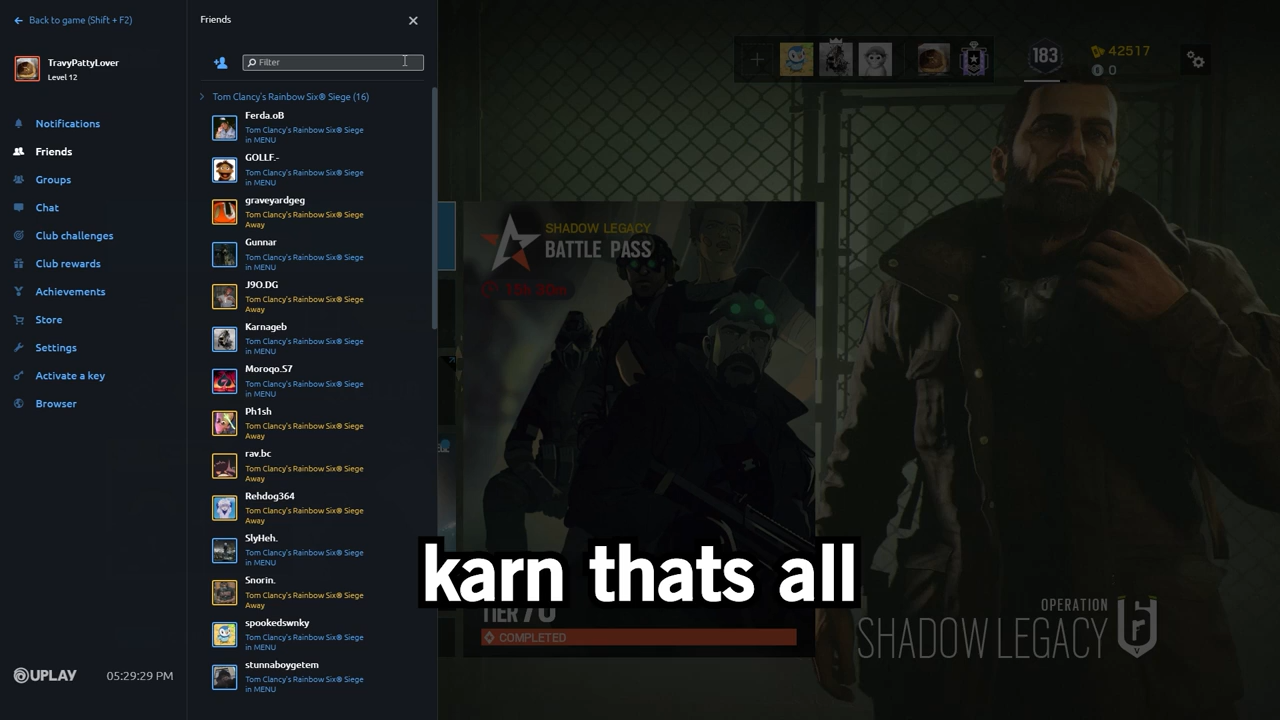 Back to game (Shift + F2)
TravyPattyLover
Level 12
Notifications
Friends
Groups
Chat
Club challenges
Club rewards
Achievements
Store
Settings
Activate a key
Browser
UPLAY
05:29:29 PM
Friends
Filter
Tom Clancy's Rainbow Six® Siege (16)
Ferda.oB
Tom Clancy's Rainbow Six® Siege
in MENU
GOLLF.-
Tom Clancy's Rainbow Six® Siege
in MENU
graveyardgeg
Tom Clancy's Rainbow Six® Siege
Away
Gunnar
Tom Clancy's Rainbow Six® Siege
in MENU
J9O.DG
Tom Clancy's Rainbow Six® Siege
Away
Karnageb
Tom Clancy's Rainbow Six® Siege
in MENU
Moroqo.S7
Tom Clancy's Rainbow Six® Siege
in MENU
Ph1sh
Tom Clancy's Rainbow Six® Siege
Away
rav.bc
Tom Clancy's Rainbow Six® Siege
Away
Rehdog364
Tom Clancy's Rainbow Six® Siege
Away
SlyHeh.
Tom Clancy's Rainbow Six® Siege
in MENU
Snorin.
Tom Clancy's Rainbow Six® Siege
Away
spookedswnky
Tom Clancy's Rainbow Six® Siege
in MENU
stunnaboygetem
Tom Clancy's Rainbow Six® Siege
in MENU
183
42517
0
SHADOW LEGACY
BATTLE PASS
15h 30m
karn thats all
TIER 70
COMPLETED
OPERATION
SHADOW LEGACY